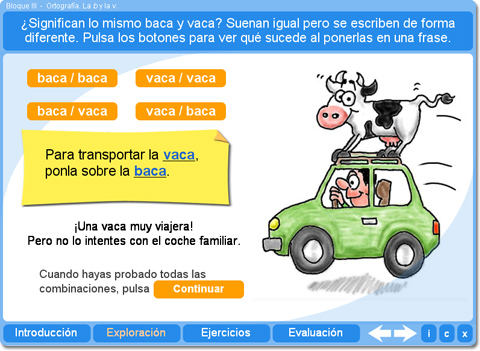 Bloque III - Ortografía. La b y la v.
¿Significan lo mismo baca y vaca? Suenan igual pero se escriben de forma
diferente. Pulsa los botones para ver qué sucede al ponerlas en una frase.
baca / baca
vaca / vaca
baca / vaca
vaca / baca
Para transportar la vaca,
ponla sobre la baca.
¡Una vaca muy viajera!
Pero no lo intentes con el coche familiar.
Cuando hayas probado todas las
combinaciones, pulsa Continuar
Introducción Exploración Ejercicios Evaluación i c x